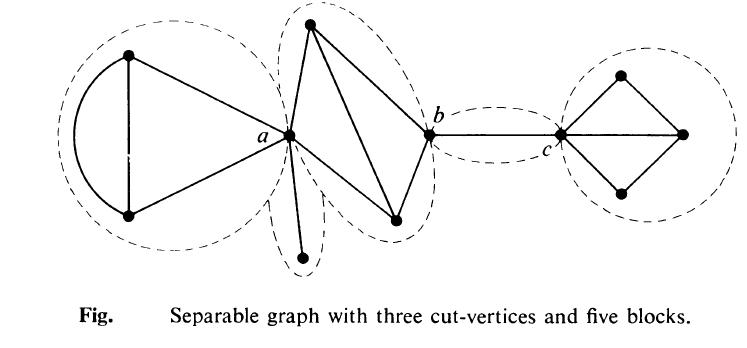 b
a
c
Fig. Separable graph with three cut-vertices and five blocks.